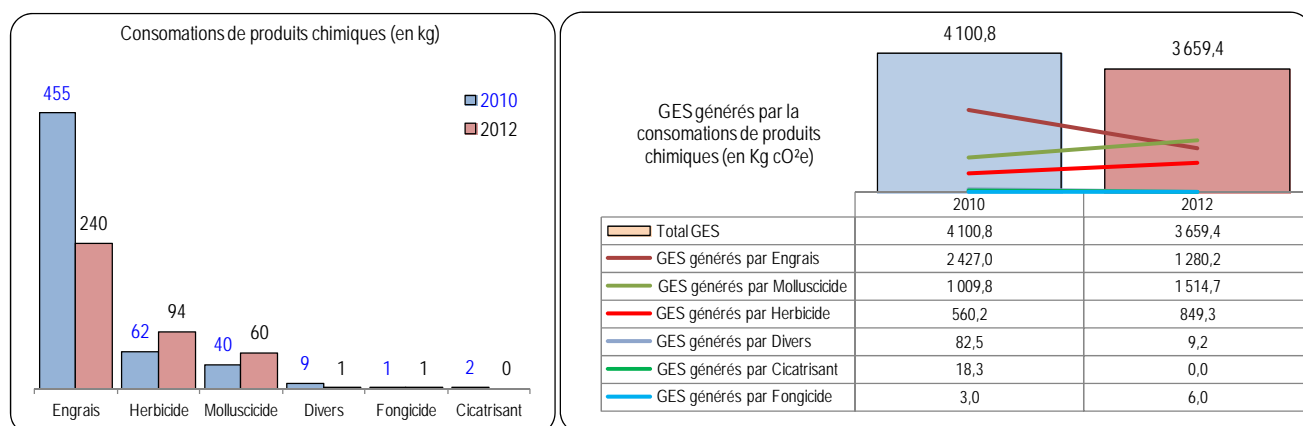 Consomations de produits chimiques (en kg)
455
2010
2012
240
62
94
40
60
9
1
1
1
2
0
Engrais Herbicide Molluscicide Divers Fongicide Cicatrisant
4 100,8
3 659,4
GES générés par la
consomations de produits
chimiques (en Kg cO²e)
2010 2012
Total GES 4 100,8 3 659,4
GES générés par Engrais 2 427,0 1 280,2
GES générés par Molluscicide 1 009,8 1 514,7
GES générés par Herbicide 560,2 849,3
GES générés par Divers 82,5 9,2
GES générés par Cicatrisant 18,3 0,0
GES générés par Fongicide 3,0 6,0